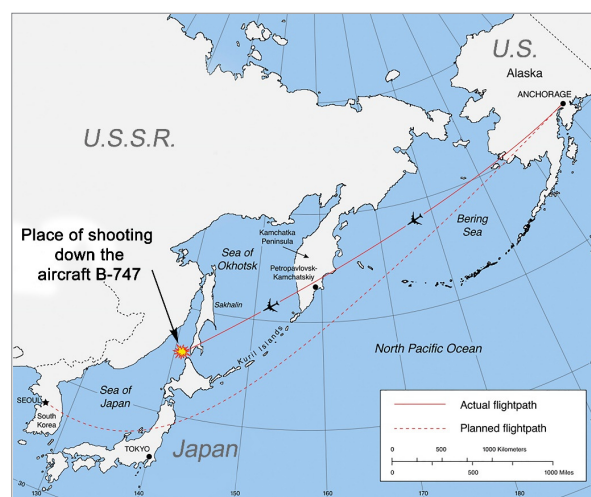 U.S.
Alaska
ANCHORAGE
U.S.S.R.
Place of shooting
down the
aircraft B-747
Bering
Sea
Kamchatka
Peninsula
Sea of
Okhotsk
Petropavlovsk-
Kamchatskiy
Sakhalin
Kuril Islands
North Pacific Ocean
SEOUL
South
Korea
Sea of
Japan
TOKYO
Japan
Actual flightpath
Planned flightpath
0 500 1000 Kilometers
0 500 1000 Miles
30
130
140
150
160
170
180